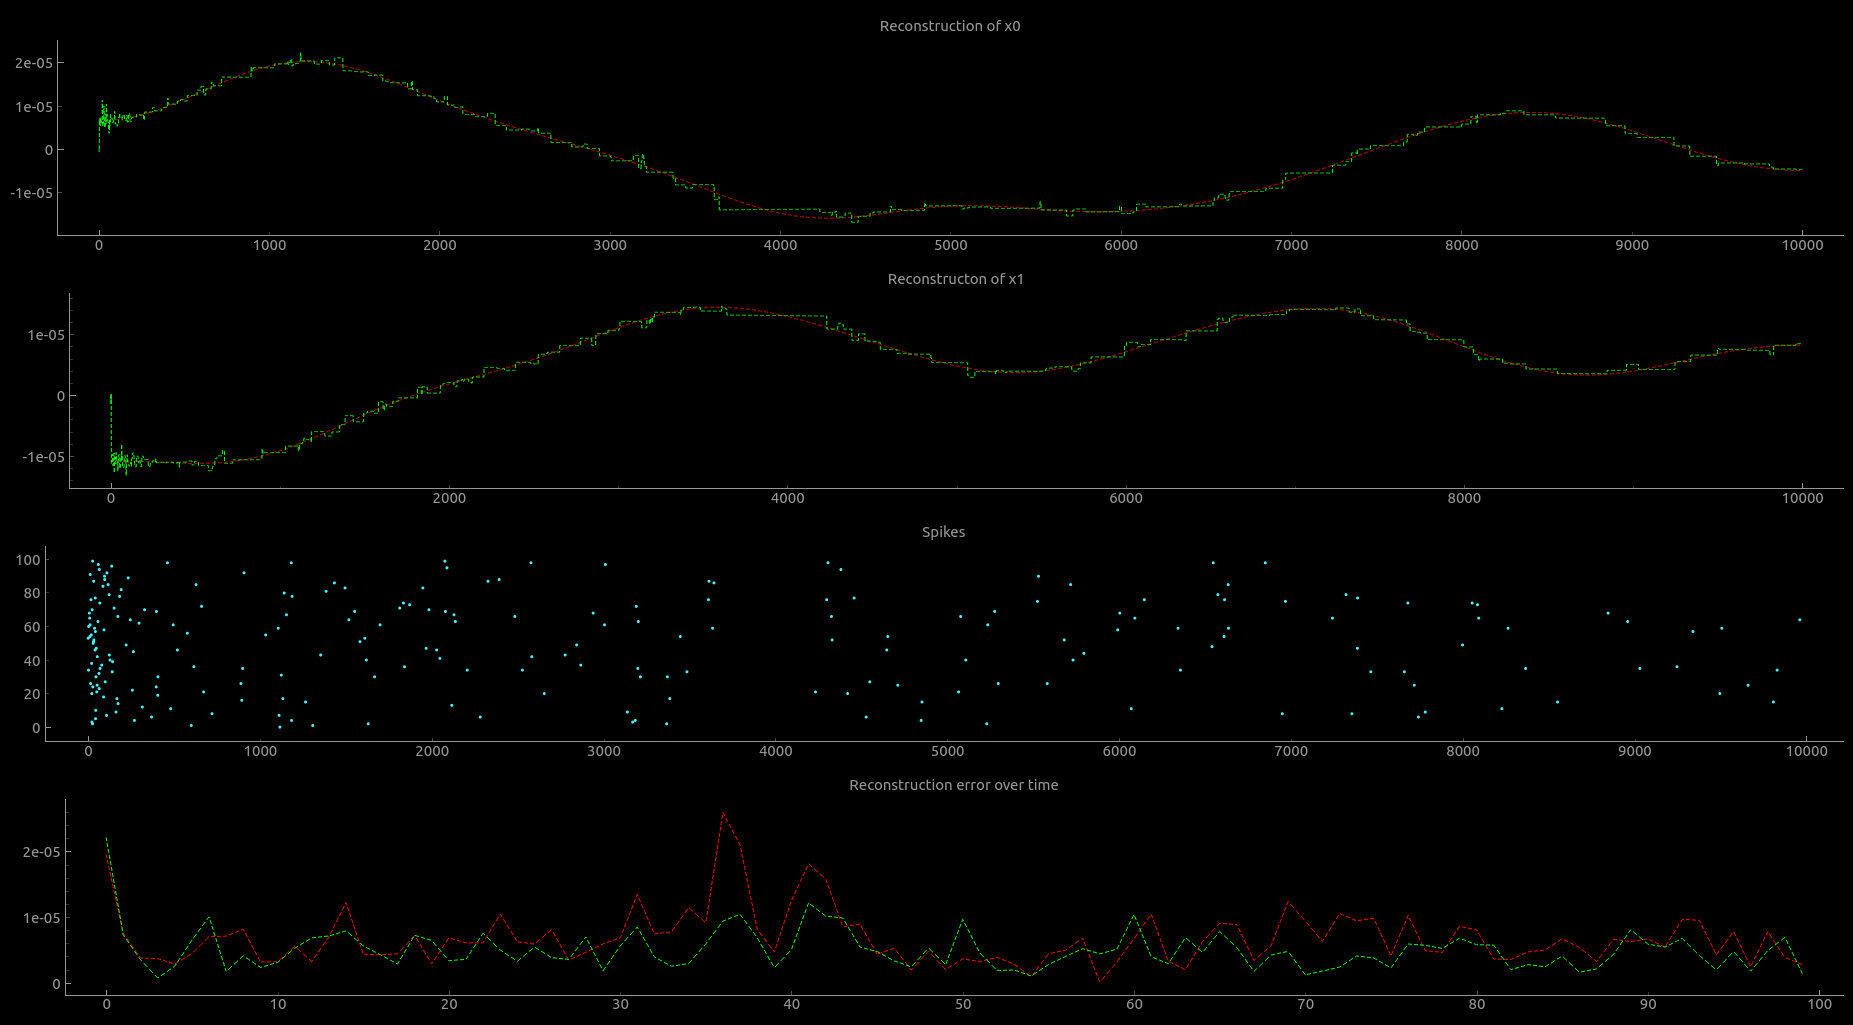 Reconstruction of x0
2e-05
1e-05
0
-1e-05
0 1000 2000 3000 4000 5000 6000 7000 8000 9000 10000
Reconstructon of x1
1e-05
0
-1e-05
0 2000 4000 6000 8000 10000
Spikes
100
80
60
40
20
0
0 1000 2000 3000 4000 5000 6000 7000 8000 9000 10000
Reconstruction error over time
2e-05
1e-05
0
0 10 20 30 40 50 60 70 80 90 100